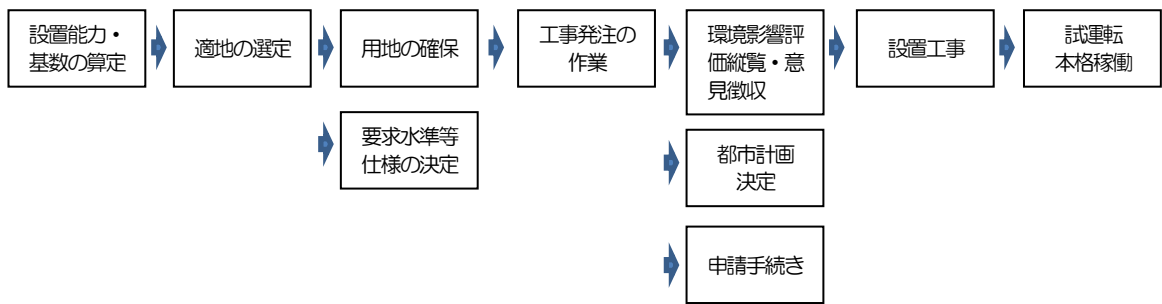 設置能力・
基数の算定
適地の選定
用地の確保
工事発注の
作業
環境影響評
価縦覧・意
見徴収
設置工事
試運転
本格稼働
要求水準等
仕様の決定
都市計画
決定
申請手続き